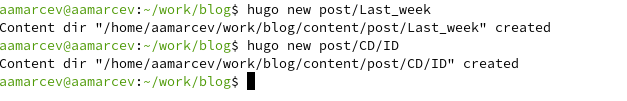 aamarcev@aamarcev:~/work/blog$ hugo new post/Last_week
Content dir "/home/aamarcev/work/blog/content/post/Last_week" created
aamarcev@aamarcev:~/work/blog$ hugo new post/CD/ID
Content dir "/home/aamarcev/work/blog/content/post/CD/ID" created
aamarcev@aamarcev:~/work/blog$